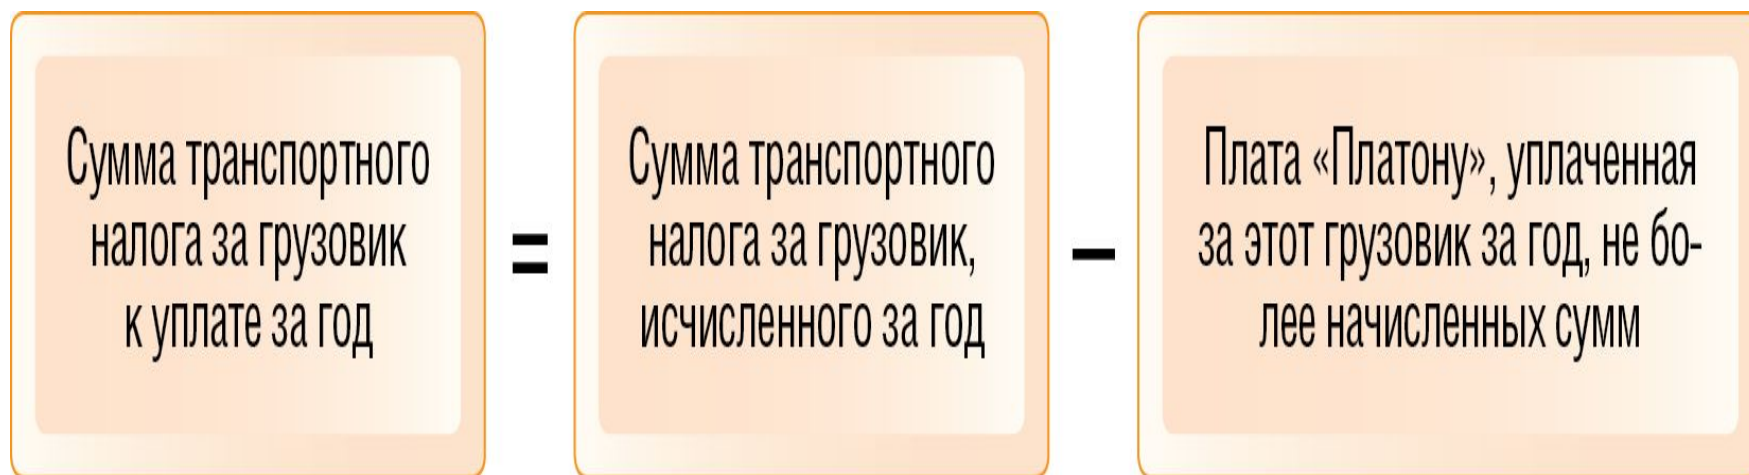 Сумма транспортного
налога за грузовик
к уплате за год
=
Сумма транспортного
налога за грузовик,
исчисленного за год
–
Плата «Платону», уплаченная
за этот грузовик за год, не бо-
лее начисленных сумм